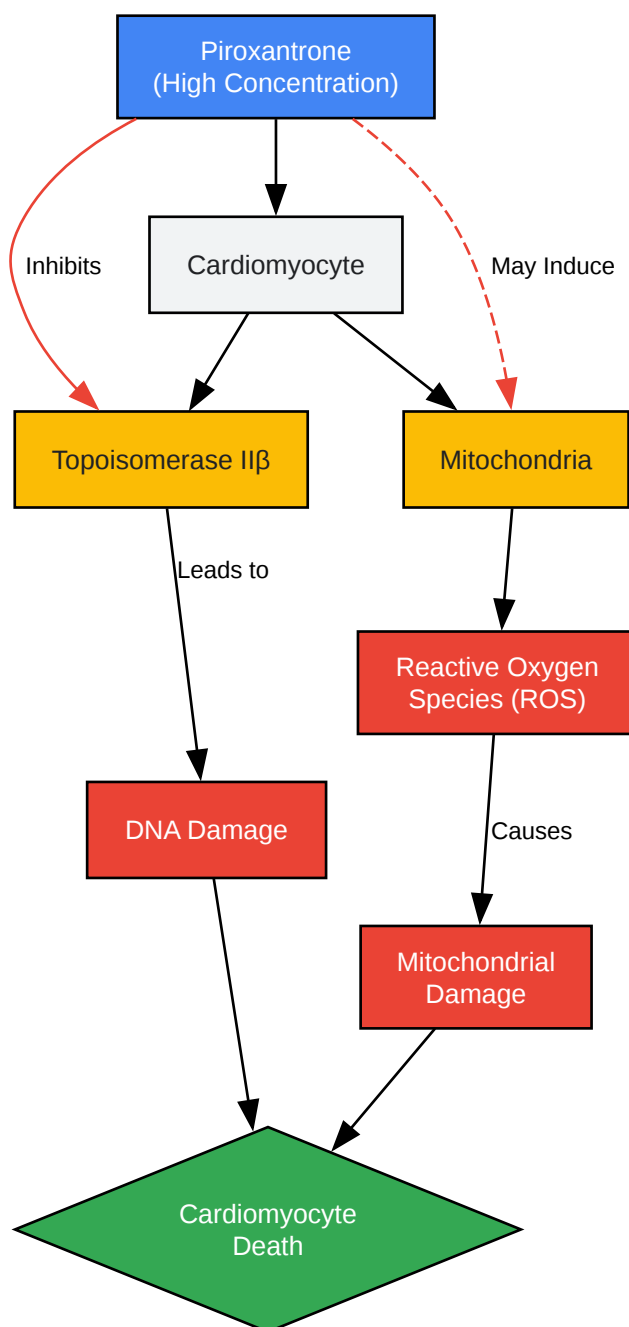 Piroxantrone
(High Concentration)
Inhibits
Cardiomyocyte
May Induce
Topoisomerase IIβ
Mitochondria
Leads to
Reactive Oxygen
Species (ROS)
DNA Damage
Causes
Mitochondrial
Damage
Cardiomyocyte
Death